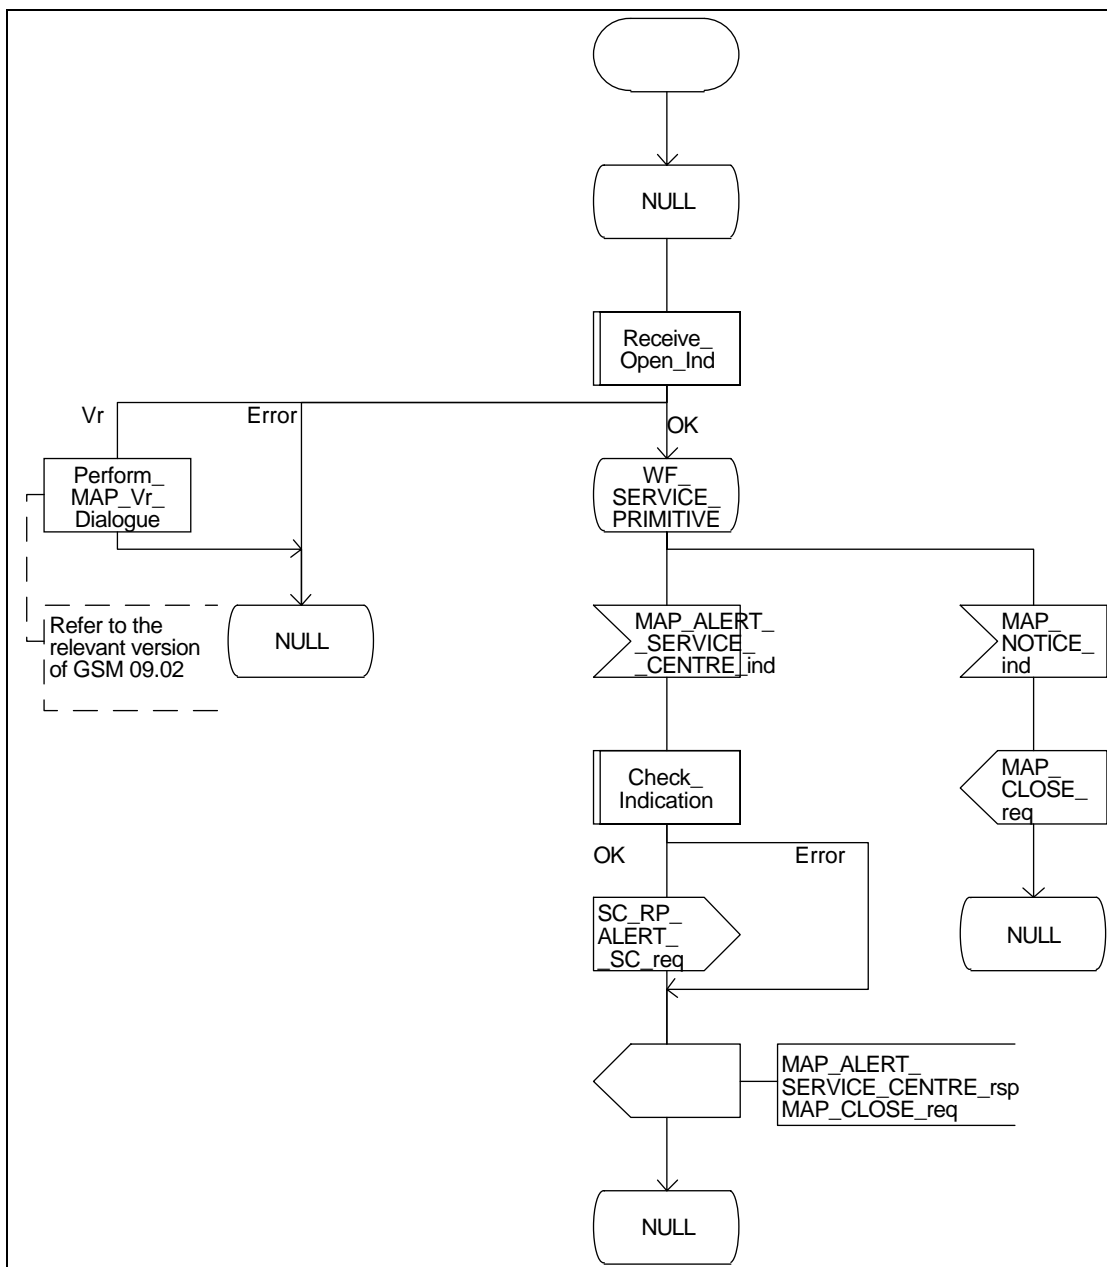 NULL
Receive_
Open_Ind
Vr
Error
OK
Perform_
MAP_Vr_
Dialogue
WF_
SERVICE_
PRIMITIVE
Refer to the
relevant version
of GSM 09.02
NULL
MAP_ALERT_
_SERVICE_
_CENTRE_ind
MAP_
NOTICE_
ind
Check_
Indication
MAP_
CLOSE_
req
OK
Error
SC_RP_
ALERT_
_SC_req
NULL
MAP_ALERT_
SERVICE_CENTRE_rsp
MAP_CLOSE_req
NULL